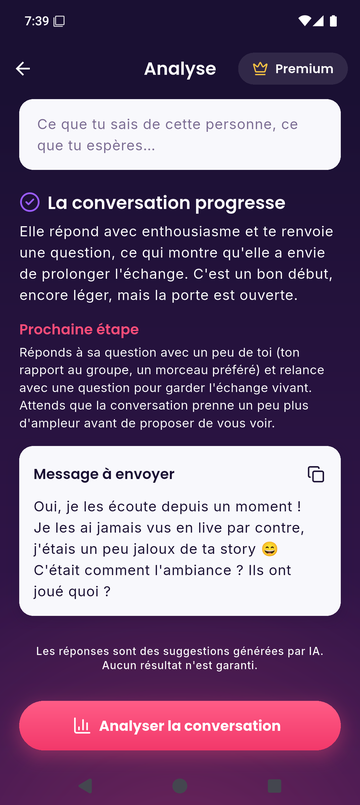 7:39
Analyse
Premium
Ce que tu sais de cette personne, ce
que tu espères...
La conversation progresse
Elle répond avec enthousiasme et te renvoie
une question, ce qui montre qu'elle a envie
de prolonger l'échange. C'est un bon début,
encore léger, mais la porte est ouverte.
Prochaine étape
Réponds à sa question avec un peu de toi (ton
rapport au groupe, un morceau préféré) et relance
avec une question pour garder l'échange vivant.
Attends que la conversation prenne un peu plus
d'ampleur avant de proposer de vous voir.
Message à envoyer
Oui, je les écoute depuis un moment !
Je les ai jamais vus en live par contre,
j'étais un peu jaloux de ta story 😄
C'était comment l'ambiance ? Ils ont
joué quoi ?
Les réponses sont des suggestions générées par IA.
Aucun résultat n'est garanti.
Analyser la conversation